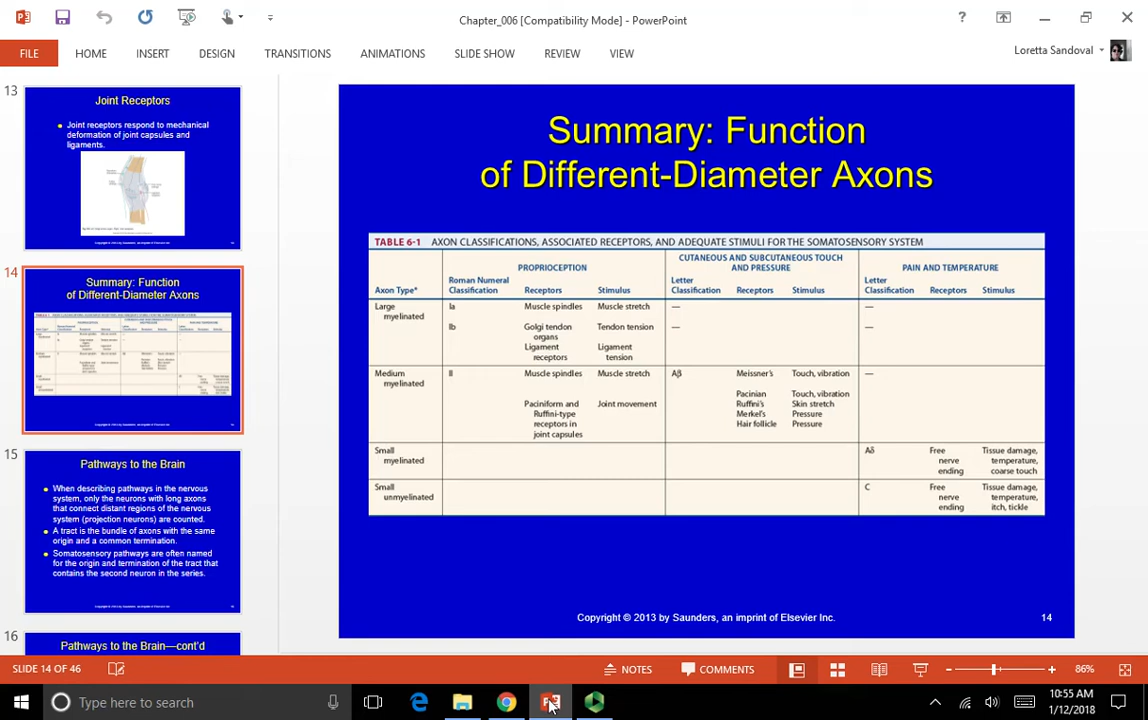 Chapter_006 [Compatibility Mode] - PowerPoint
?
FILE HOME INSERT DESIGN TRANSITIONS ANIMATIONS SLIDE SHOW REVIEW VIEW
Loretta Sandoval
13
Joint Receptors
Joint receptors respond to mechanical
deformation of joint capsules and
ligaments.
14
Summary: Function
of Different-Diameter Axons
15
Pathways to the Brain
When describing pathways in the nervous
system, only the neurons with long axons
that connect distant regions of the nervous
system (projection neurons) are counted.
A tract is the bundle of axons with the same
origin and a common termination.
Somatosensory pathways are often named
for the origin and termination of the tract that
contains the second neuron in the series.
16
Pathways to the Brain—cont'd
Summary: Function
of Different-Diameter Axons
TABLE 6-1 AXON CLASSIFICATIONS, ASSOCIATED RECEPTORS, AND ADEQUATE STIMULI FOR THE SOMATOSENSORY SYSTEM
PROPRIOCEPTION CUTANEOUS AND SUBCUTANEOUS TOUCH AND PRESSURE PAIN AND TEMPERATURE
Axon Type* Roman Numeral Classification Receptors Stimulus Letter Classification Receptors Stimulus Letter Classification Receptors Stimulus
Large myelinated Ia Muscle spindles Muscle stretch — —
Ib Golgi tendon organs Tendon tension — —
Ligament receptors Ligament tension
Medium myelinated II Muscle spindles Muscle stretch Aβ Meissner's Touch, vibration —
Pacinian Touch, vibration
Paciniform and Ruffini-type receptors in joint capsules Joint movement Ruffini's Skin stretch
Merkel's Pressure
Hair follicle Pressure
Small myelinated Aδ Free nerve ending Tissue damage, temperature, coarse touch
Small unmyelinated C Free nerve ending Tissue damage, temperature, itch, tickle
Copyright © 2013 by Saunders, an imprint of Elsevier Inc.
14
SLIDE 14 OF 46 NOTES COMMENTS 86%
Type here to search
10:55 AM
1/12/2018